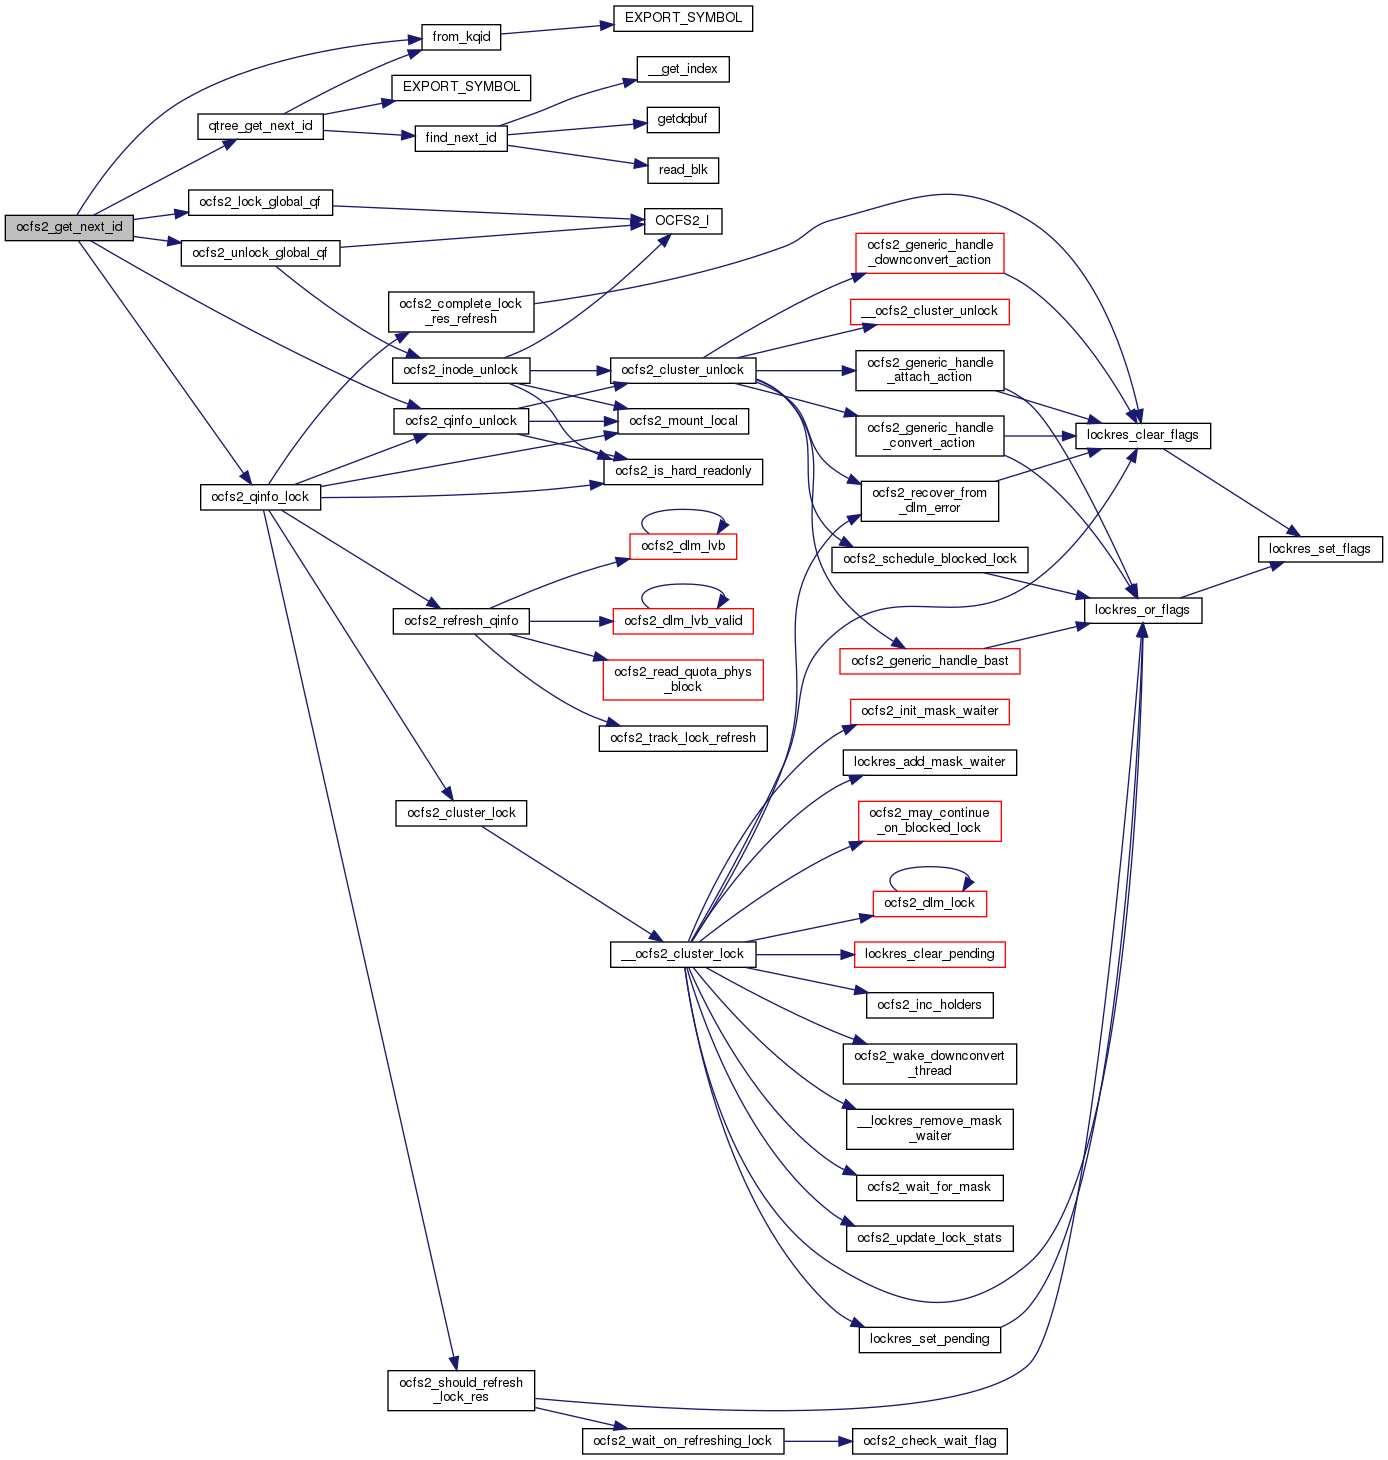 EXPORT_SYMBOL
from_kqid
__get_index
EXPORT_SYMBOL
getdqbuf
qtree_get_next_id
find_next_id
read_blk
ocfs2_lock_global_qf
OCFS2_I
ocfs2_get_next_id
ocfs2_unlock_global_qf
ocfs2_generic_handle
_downconvert_action
ocfs2_complete_lock
_res_refresh
__ocfs2_cluster_unlock
ocfs2_inode_unlock
ocfs2_cluster_unlock
ocfs2_generic_handle
_attach_action
ocfs2_qinfo_unlock
ocfs2_mount_local
ocfs2_generic_handle
_convert_action
lockres_clear_flags
ocfs2_is_hard_readonly
ocfs2_qinfo_lock
ocfs2_recover_from
_dlm_error
ocfs2_dlm_lvb
ocfs2_schedule_blocked_lock
lockres_set_flags
ocfs2_refresh_qinfo
ocfs2_dlm_lvb_valid
lockres_or_flags
ocfs2_read_quota_phys
_block
ocfs2_generic_handle_bast
ocfs2_track_lock_refresh
ocfs2_init_mask_waiter
lockres_add_mask_waiter
ocfs2_cluster_lock
ocfs2_may_continue
_on_blocked_lock
ocfs2_dlm_lock
__ocfs2_cluster_lock
lockres_clear_pending
ocfs2_inc_holders
ocfs2_wake_downconvert
_thread
__lockres_remove_mask
_waiter
ocfs2_wait_for_mask
ocfs2_update_lock_stats
lockres_set_pending
ocfs2_should_refresh
_lock_res
ocfs2_wait_on_refreshing_lock
ocfs2_check_wait_flag